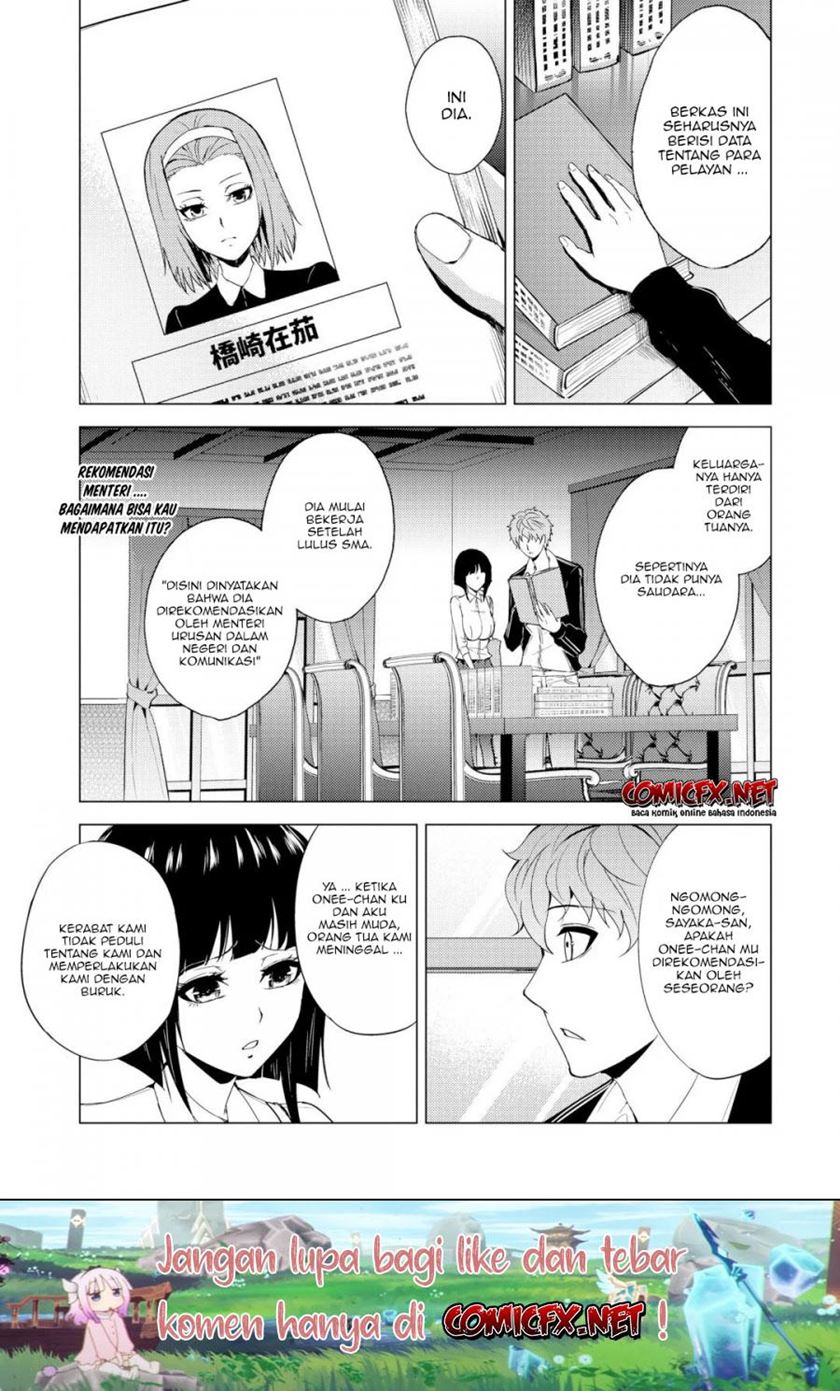 BERKAS INI
SEHARUSNYA
BERISI DATA
TENTANG PARA
PELAYAN ...
INI
DIA.
橋崎在茄
KELUARGA-
NYA HANYA
TERDIRI
DARI
ORANG
TUANYA.
SEPERTINYA
DIA TIDAK PUNYA
SAUDARA...
DIA MULAI
BEKERJA
SETELAH
LULUS SMA.
"DISINI DINYATAKAN
BAHWA DIA
DIREKOMENDASIKAN
OLEH MENTERI
URUSAN DALAM
NEGERI DAN
KOMUNIKASI"
REKOMENDASI
MENTERI ....
BAGAIMANA BISA KAU
MENDAPATKAN ITU?
COMICFX.NET
Baca Komik Online Bahasa Indonesia
NGOMONG-
NGOMONG,
SAYAKA-SAN,
APAKAH
ONEE-CHAN MU
DIREKOMENDASI-
KAN OLEH
SESEORANG?
YA ... KETIKA
ONEE-CHAN KU
DAN AKU
MASIH MUDA,
ORANG TUA KAMI
MENINGGAL ...
KERABAT KAMI
TIDAK PEDULI
TENTANG KAMI DAN
MEMPERLAKUKAN
KAMI DENGAN
BURUK.
Jangan lupa bagi like dan tebar
komen hanya di COMICFX.NET !